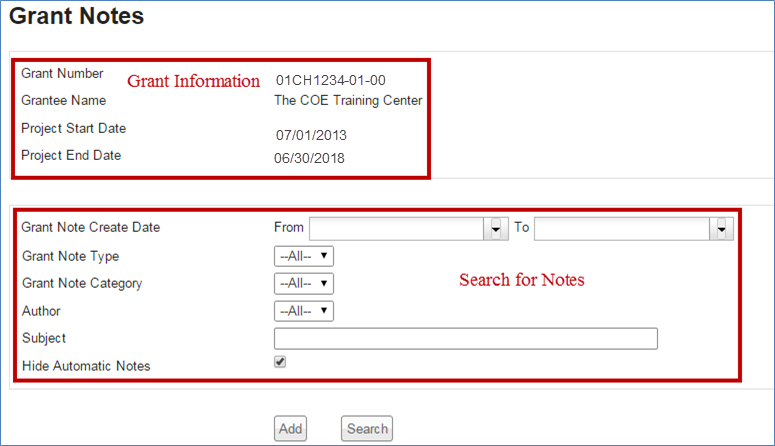 Grant Notes
Grant Number Grant Information 01CH1234-01-00
Grantee Name The COE Training Center
Project Start Date 07/01/2013
Project End Date 06/30/2018
Grant Note Create Date From To
Grant Note Type --All--
Grant Note Category --All-- Search for Notes
Author --All--
Subject
Hide Automatic Notes
Add Search